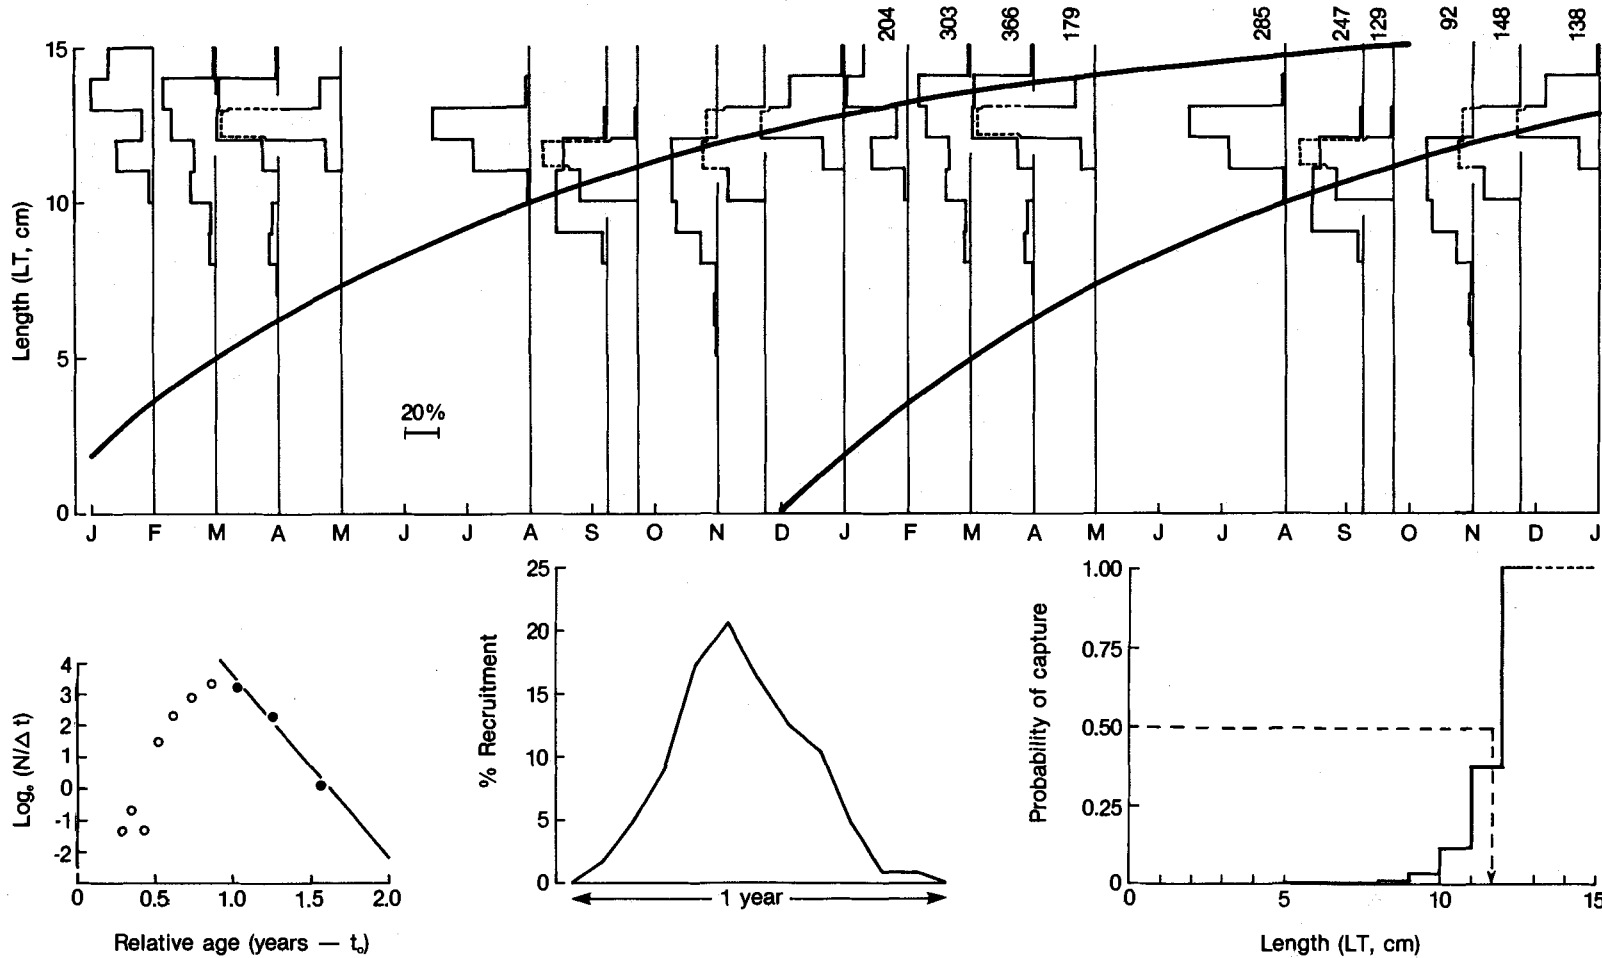 204 303 366 179 285 247 129 92 148 138
15
10
5
0
Length (LT, cm)
20%
J F M A M J J A S O N D J F M A M J J A S O N D J
4
3
2
1
0
-1
-2
Logₑ (N/Δ t)
0 0.5 1.0 1.5 2.0
Relative age (years — t₀)
25
20
15
10
5
0
% Recruitment
1 year
1.00
0.75
0.50
0.25
0
Probability of capture
0 5 10 15
Length (LT, cm)